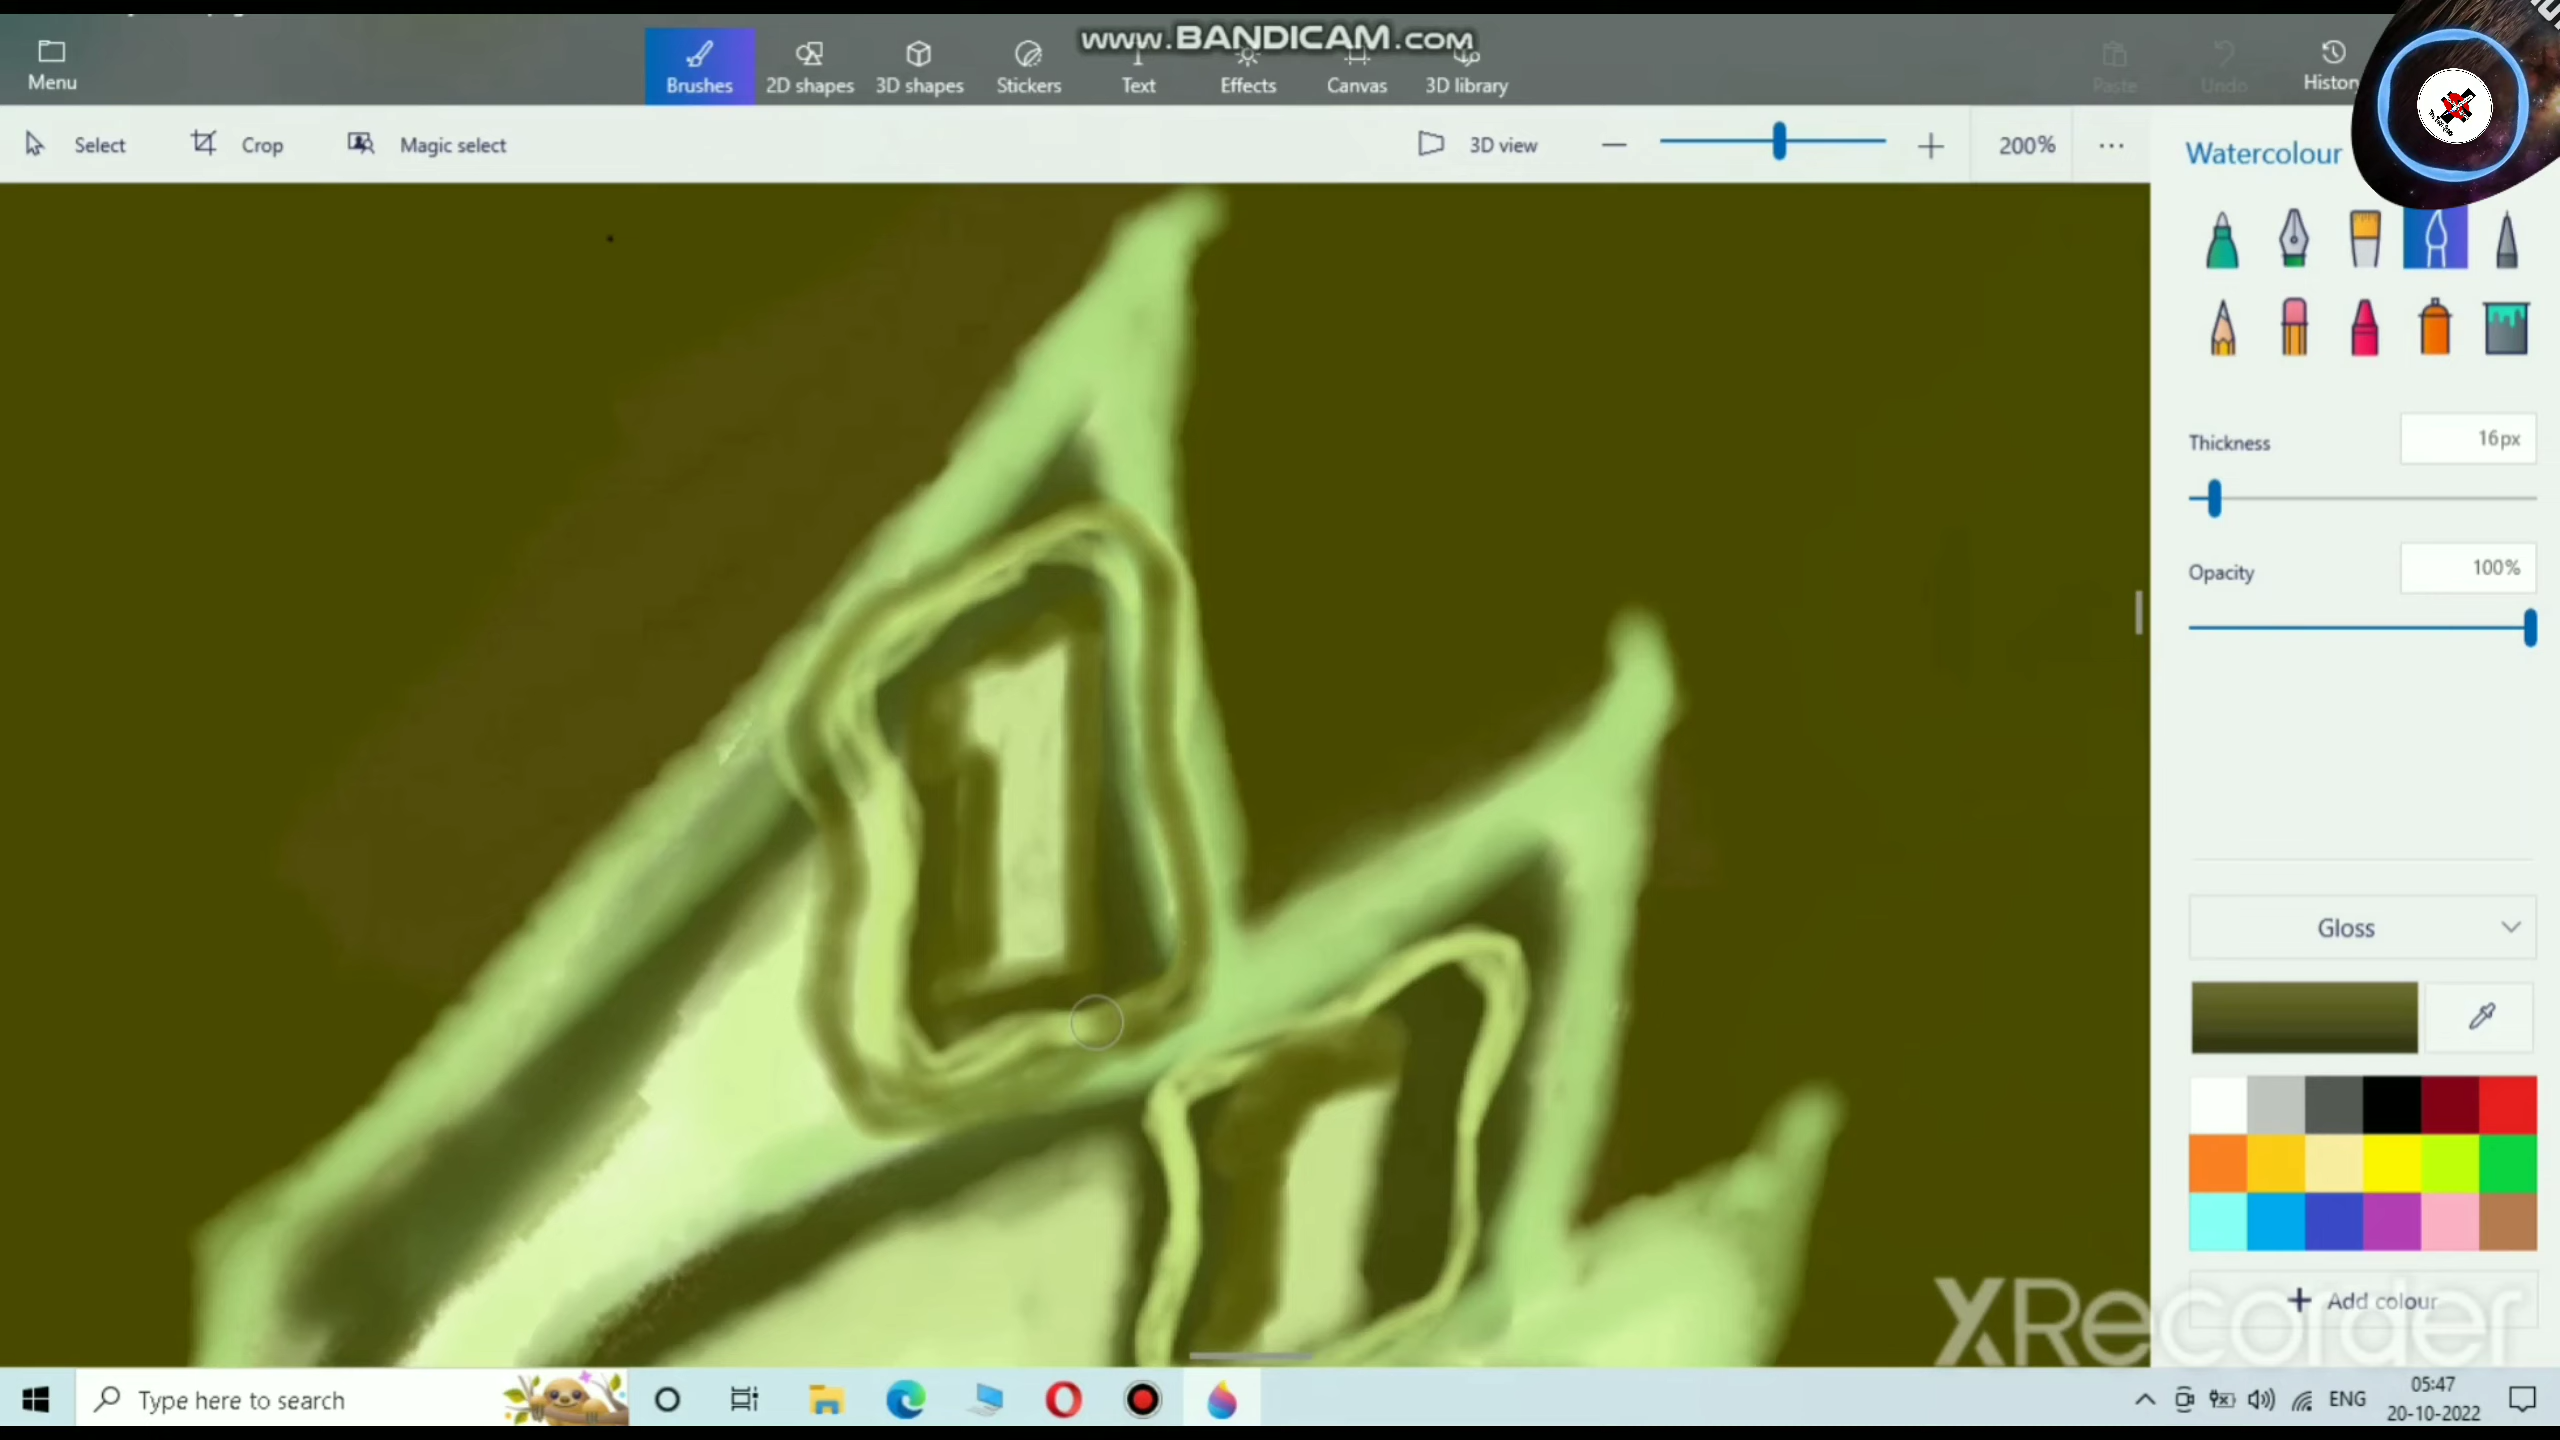 www.BANDICAM.com
Menu
Brushes
2D shapes
3D shapes
Stickers
Text
Effects
Canvas
3D library
Paste
Undo
Histor
Select
Crop
Magic select
3D view
200%
Watercolour
Thickness
16px
Opacity
100%
1
1
Gloss
Add colour
XRecorder
Type here to search
ENG
05:47
20-10-2022